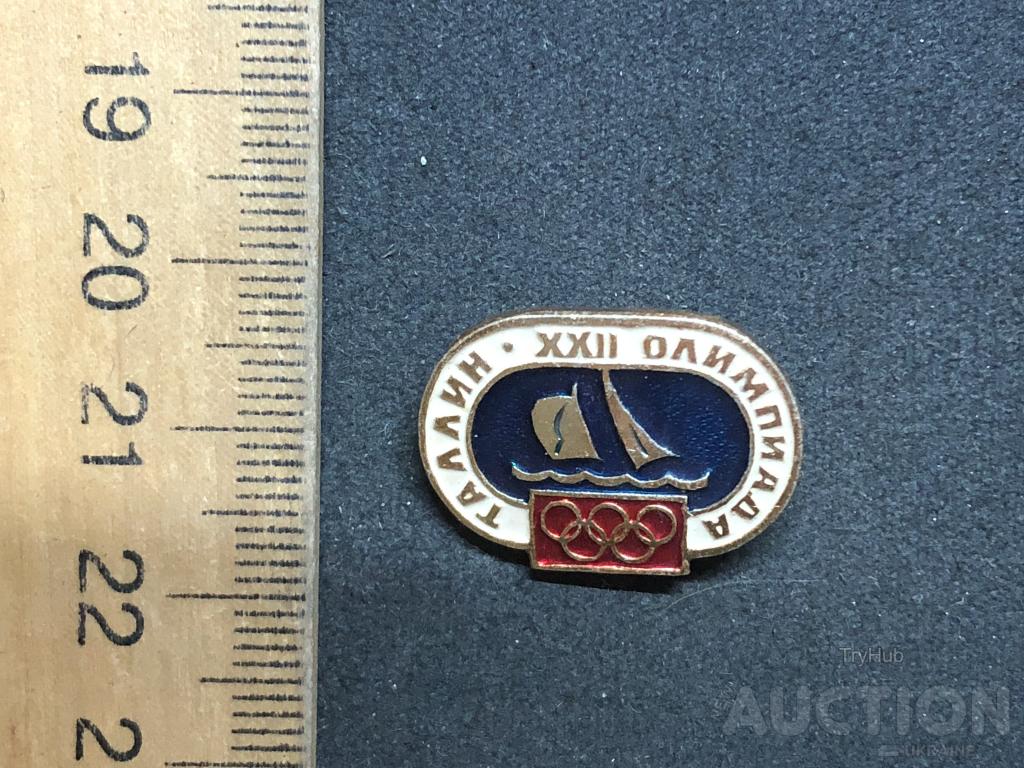 19
20
21
22
2
ТАЛЛИН · XXII ОЛИМПИАДА
TryHub
AUCTION
UKRAINE